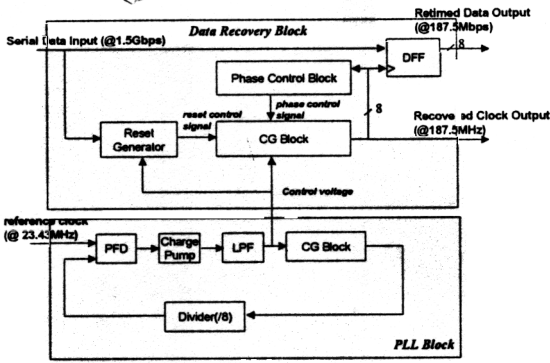 Retimed Data Output
(@187.5Mbps)
Data Recovery Block
Serial Data Input (@1.5Gbps)
8
DFF
Phase Control Block
phase control
signal
8
reset control
signal
Reset
Generator
CG Block
Recove ed Clock Output
(@187.5MHz)
Control voltage
reference clock
(@ 23.43MHz)
PFD
Charge
Pump
LPF
CG Block
Divider(/8)
PLL Block